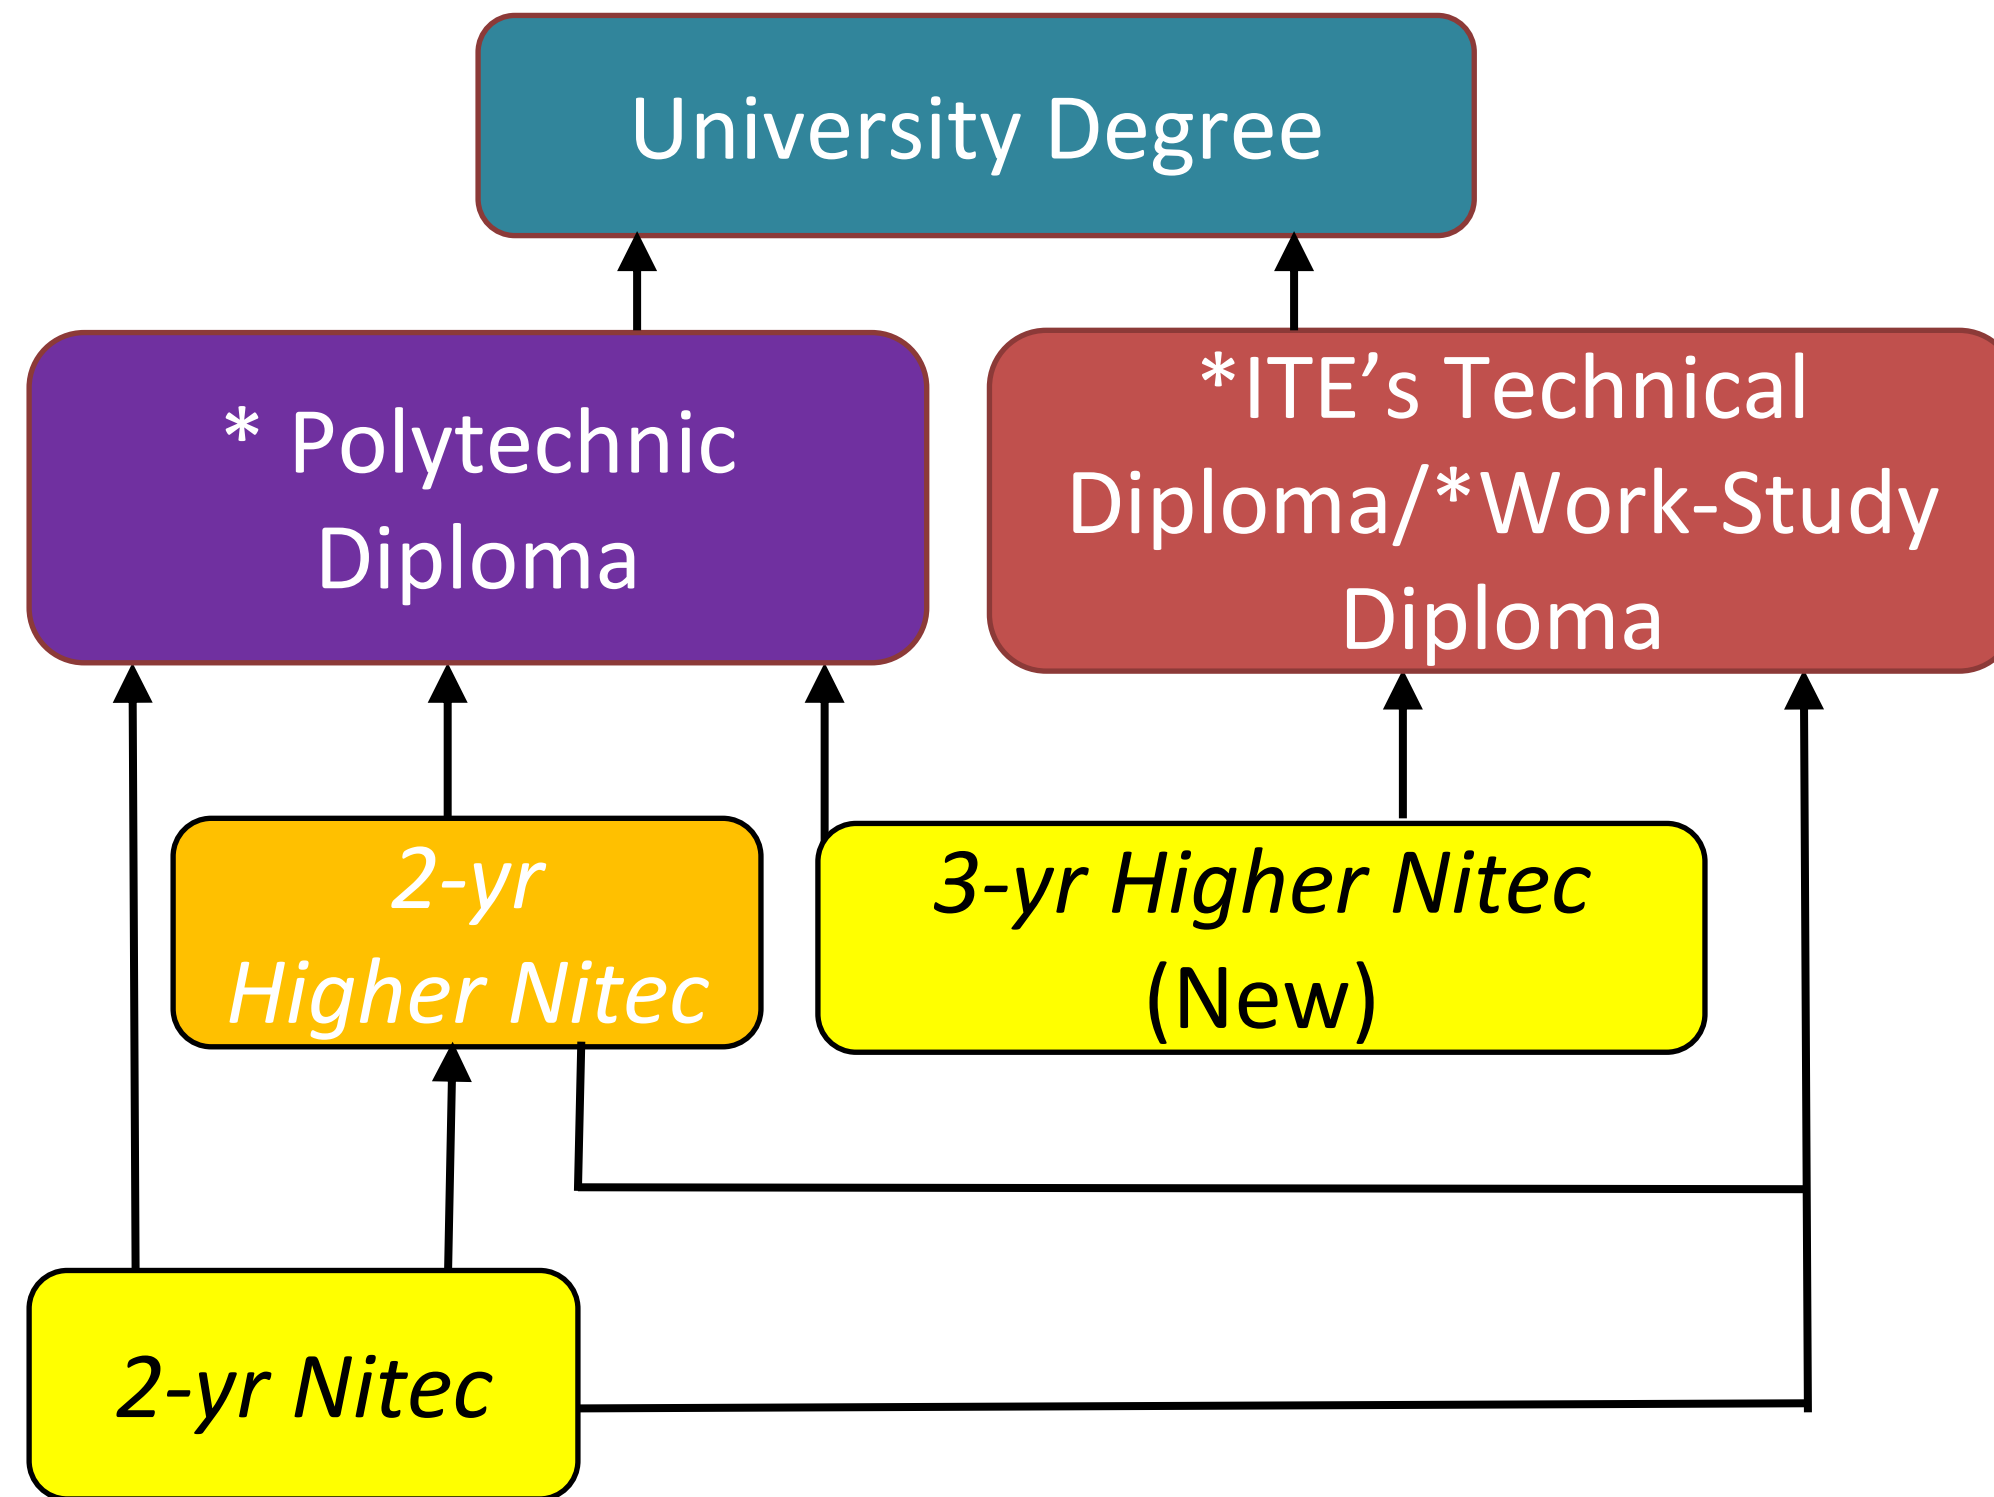 University Degree
* Polytechnic
Diploma
*ITE’s Technical
Diploma/*Work-Study
Diploma
2-yr
Higher Nitec
3-yr Higher Nitec
(New)
2-yr Nitec